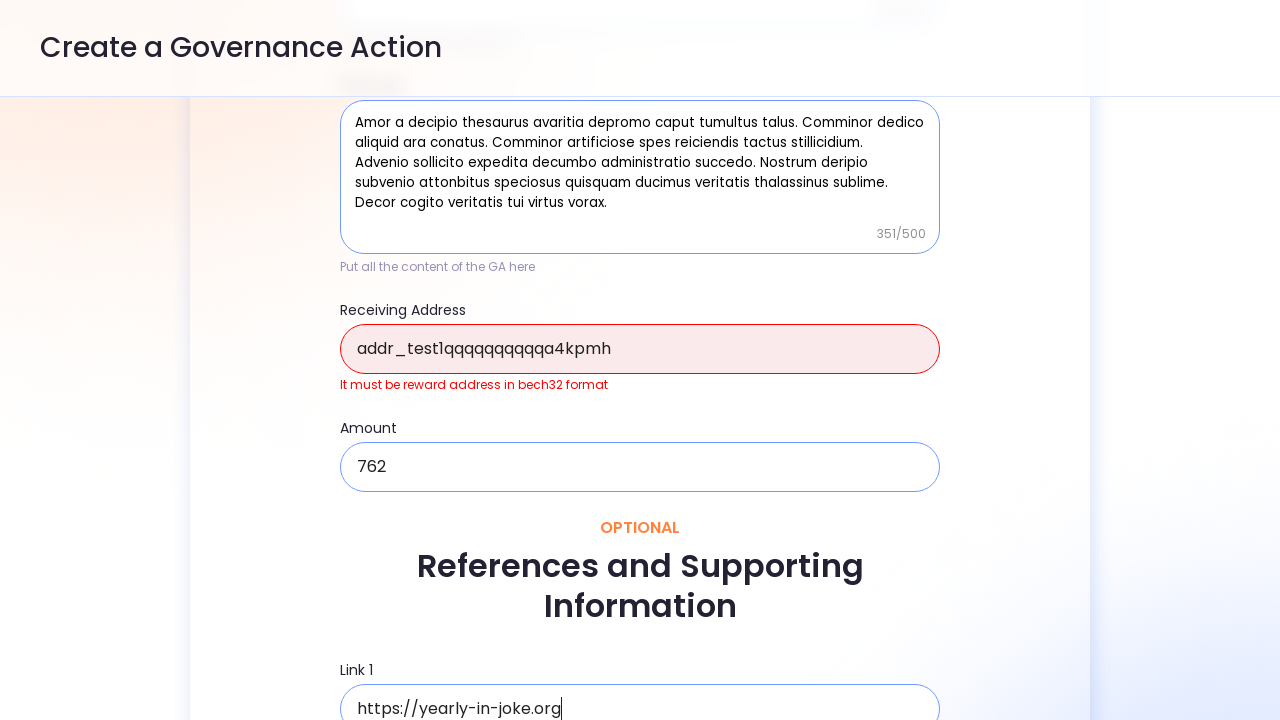 Create a Governance Action
Amor a decipio thesaurus avaritia depromo caput tumultus talus. Comminor dedico
aliquid ara conatus. Comminor artificiose spes reiciendis tactus stillicidium.
Advenio sollicito expedita decumbo administratio succedo. Nostrum deripio
subvenio attonbitus speciosus quisquam ducimus veritatis thalassinus sublime.
Decor cogito veritatis tui virtus vorax.
351/500
Put all the content of the GA here
Receiving Address
addr_test1qqqqqqqqqqa4kpmh
It must be reward address in bech32 format
Amount
762
OPTIONAL
References and Supporting
Information
Link 1
https://yearly-in-joke.org